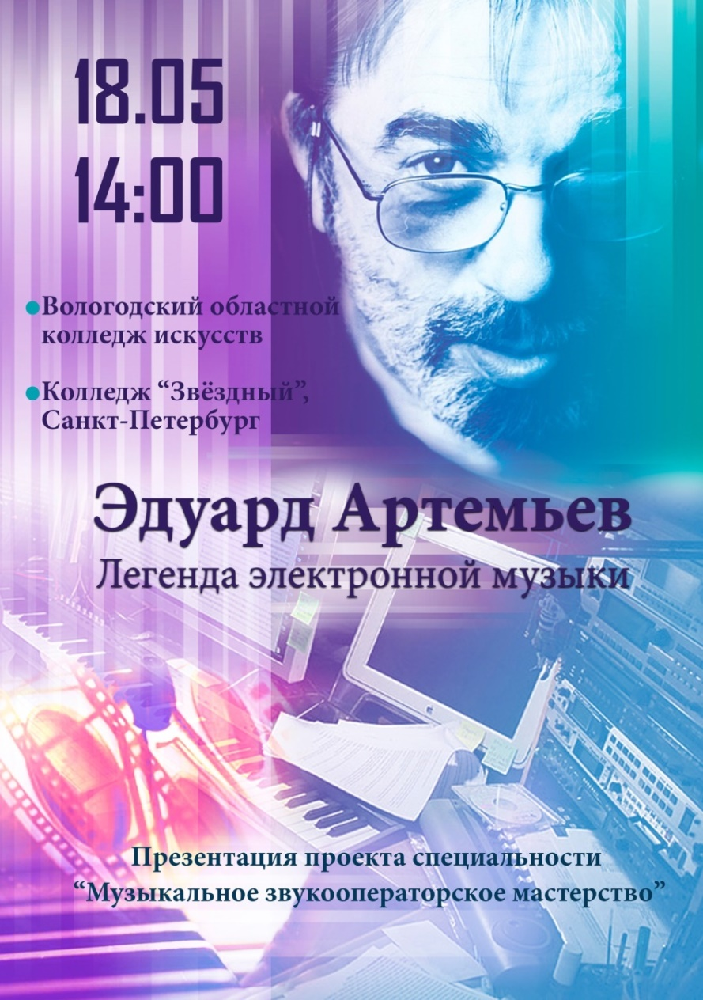 18.05
14:00
Вологодский областной
колледж искусств
Колледж “Звёздный”,
Санкт-Петербург
Эдуард Артемьев
Легенда электронной музыки
Презентация проекта специальности
“Музыкальное звукооператорское мастерство”